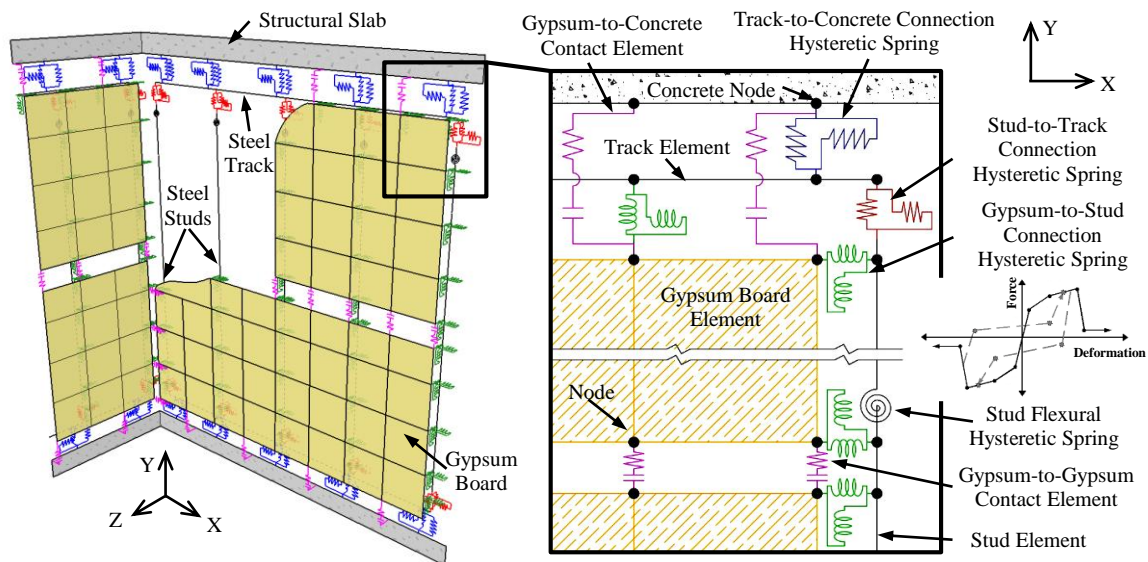 Structural Slab
Steel
Track
Steel
Studs
Gypsum
Board
Y
Z
X
Gypsum-to-Concrete
Contact Element
Track-to-Concrete Connection
Hysteretic Spring
Y
X
Concrete Node
Track Element
Stud-to-Track
Connection
Hysteretic Spring
Gypsum-to-Stud
Connection
Hysteretic Spring
Gypsum Board
Element
Force
Deformation
Node
Stud Flexural
Hysteretic Spring
Gypsum-to-Gypsum
Contact Element
Stud Element